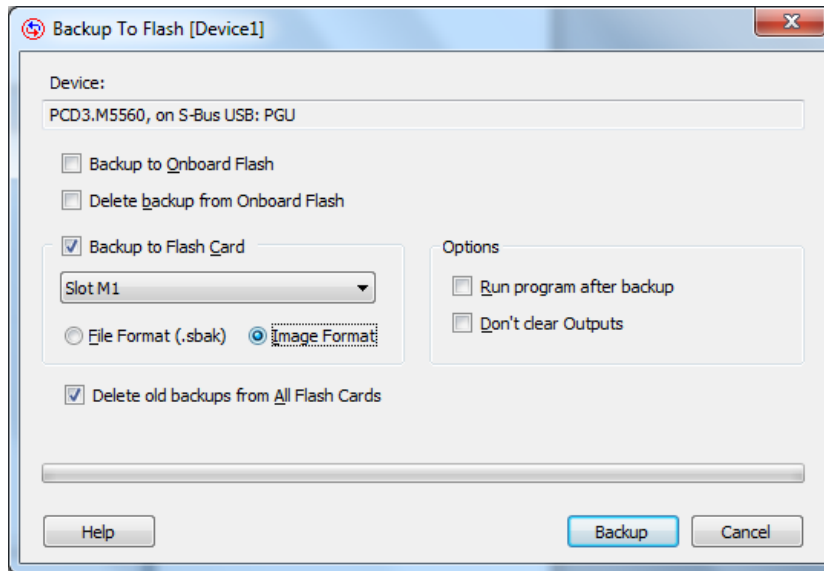 Backup To Flash [Device1]
Device:
PCD3.M5560, on S-Bus USB: PGU
Backup to Onboard Flash
Delete backup from Onboard Flash
Backup to Flash Card
Slot M1
File Format (.sbak) Image Format
Options
Run program after backup
Don't clear Outputs
Delete old backups from All Flash Cards
Help Backup Cancel